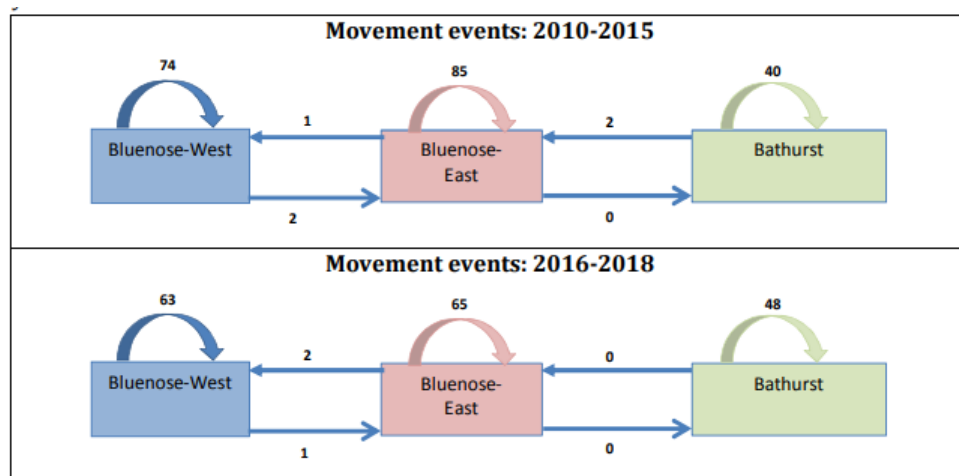 Movement events: 2010-2015
74
85
40
1
2
Bluenose-West
Bluenose-
East
Bathurst
2
0
Movement events: 2016-2018
63
65
48
2
0
Bluenose-West
Bluenose-
East
Bathurst
1
0